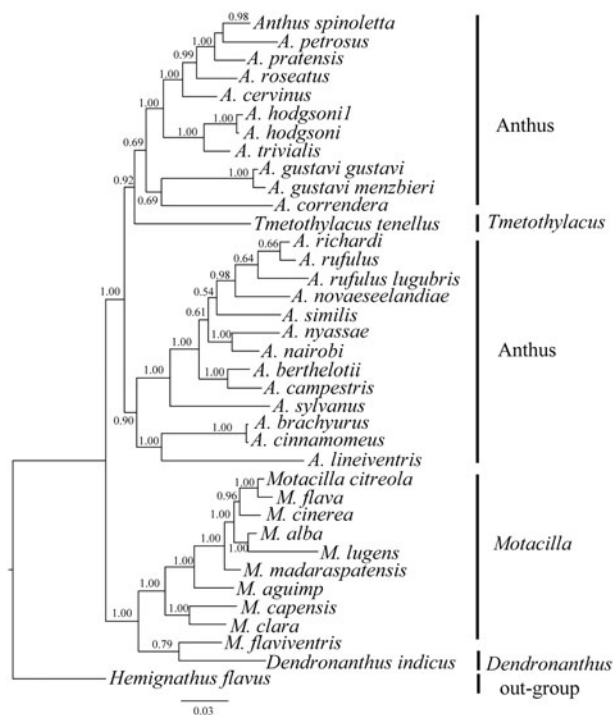 0.98
Anthus spinoletta
1.00
A. petrosus
1.00
A. pratensis
0.99
A. roseatus
1.00
A. cervinus
1.00
A. hodgsoni1
1.00
A. hodgsoni
1.00
A. trivialis
0.69
1.00
A. gustavi gustavi
0.92
A. gustavi menzbieri
0.69
A. correndera
Tmetothylacus tenellus
Anthus
Tmetothylacus
0.66
A. richardi
0.64
A. rufulus
0.98
A. rufulus lugubris
1.00
A. novaeseelandiae
0.54
A. similis
0.61
A. nyassae
1.00
A. nairobi
1.00
A. berthelotii
1.00
A. campestris
A. sylvanus
0.90
1.00
A. brachyurus
1.00
A. cinnamomeus
A. lineiventris
Anthus
1.00
Motacilla citreola
0.96
M. flava
1.00
M. cinerea
1.00
M. alba
1.00
M. lugens
1.00
M. madaraspatensis
1.00
M. aguimp
1.00
M. capensis
1.00
M. clara
M. flaviventris
0.79
Dendronanthus indicus
Motacilla
Dendronanthus
Hemignathus flavus
out-group
0.03